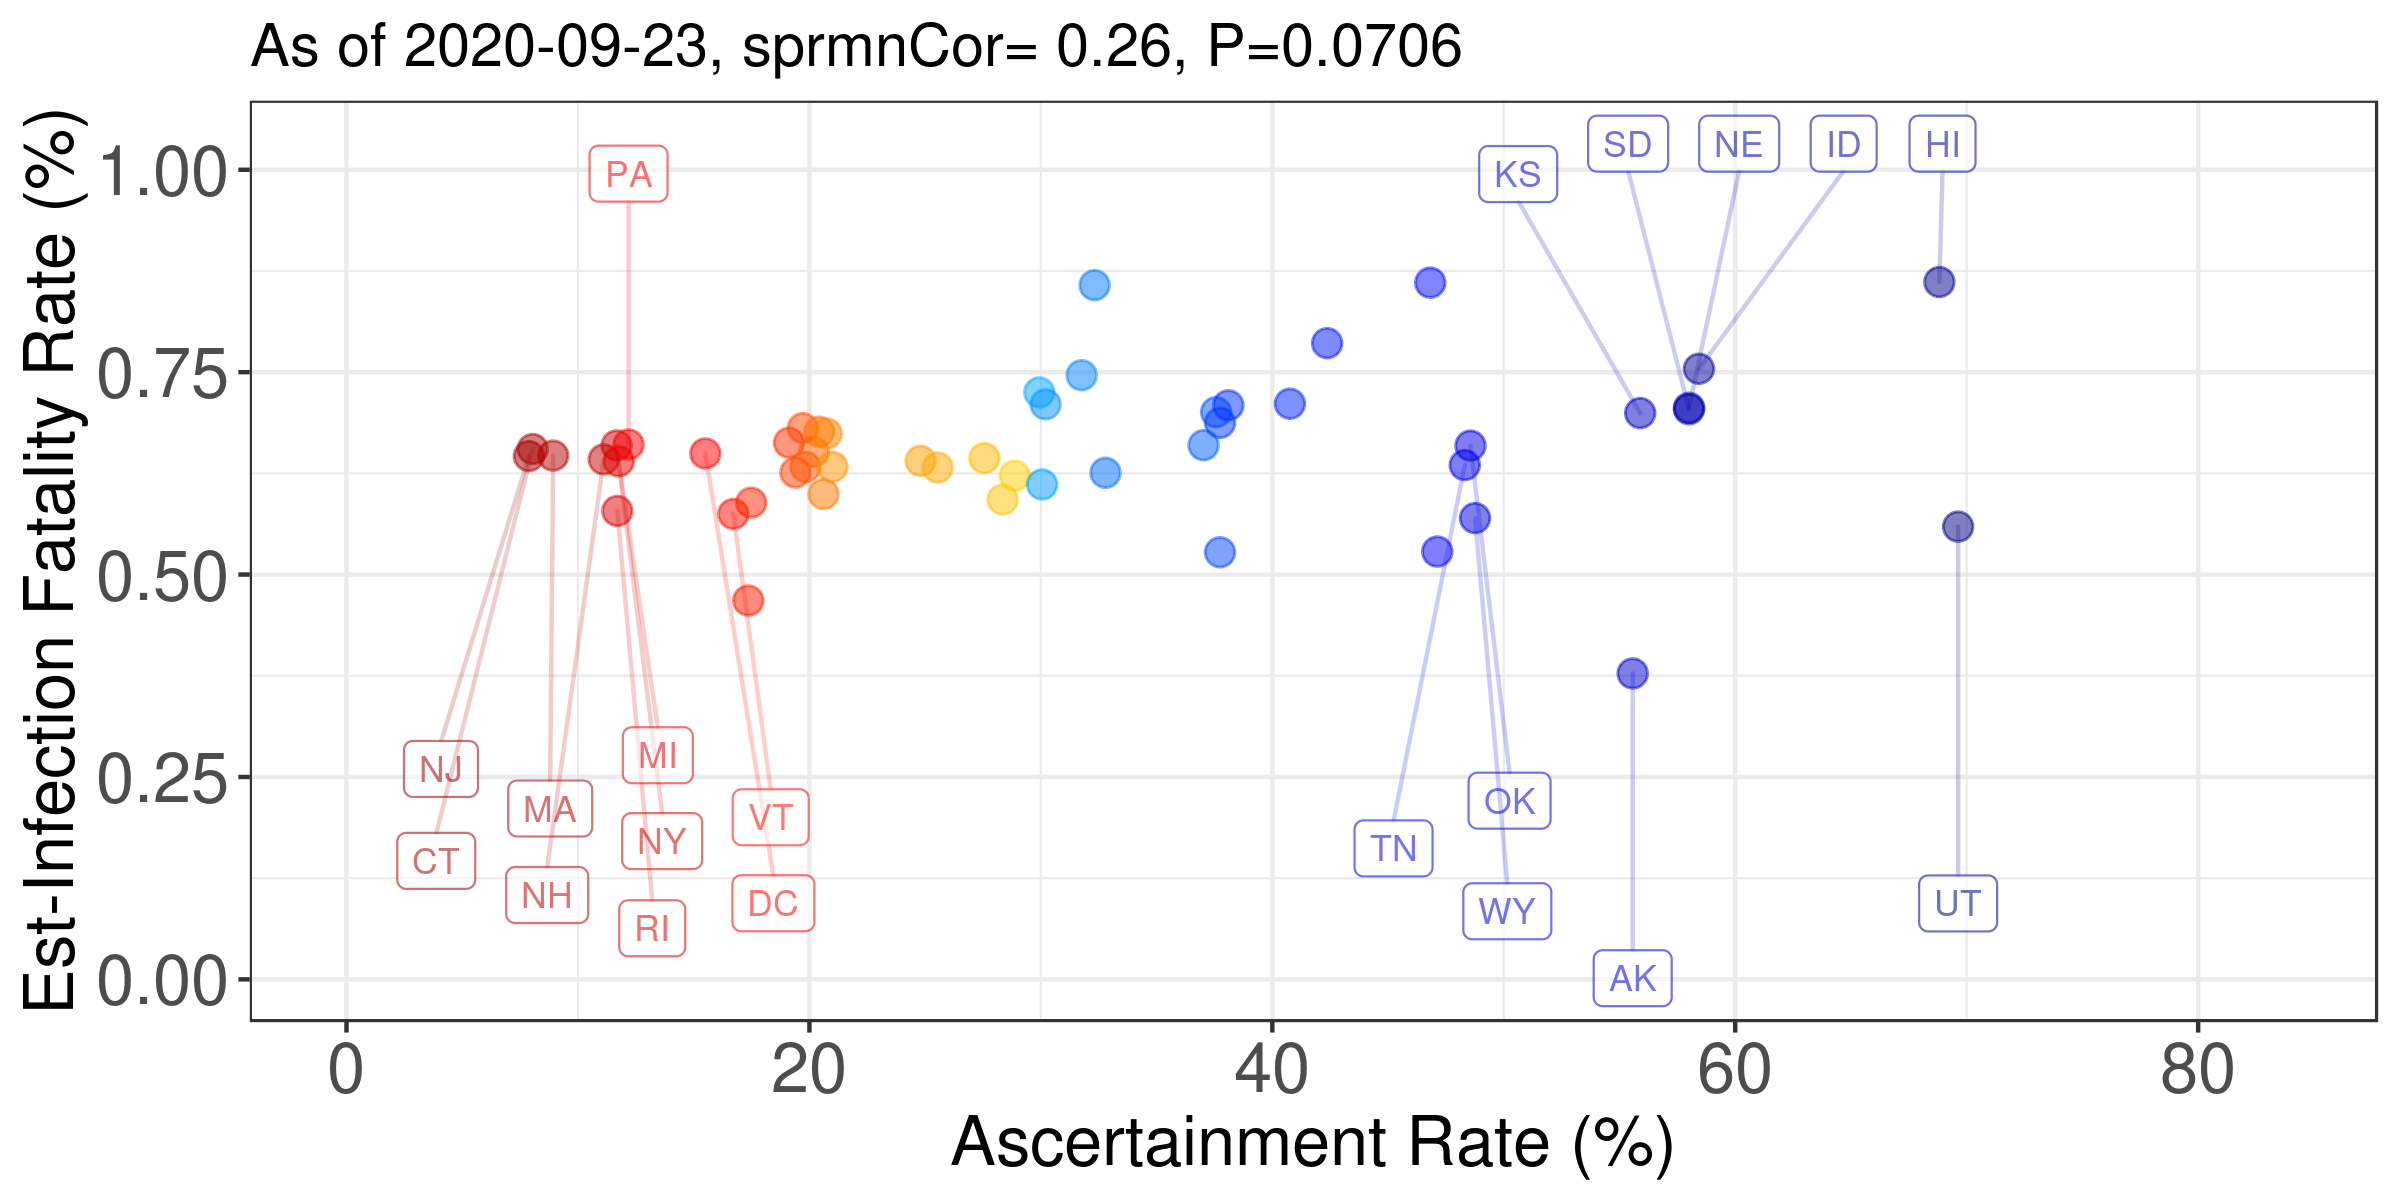 As of 2020-09-23, sprmnCor= 0.26, P=0.0706
Est-Infection Fatality Rate (%)
1.00
0.75
0.50
0.25
0.00
PA
KS
SD
NE
ID
HI
NJ
CT
MA
NH
MI
NY
RI
VT
DC
TN
OK
WY
AK
UT
0
20
40
60
80
Ascertainment Rate (%)